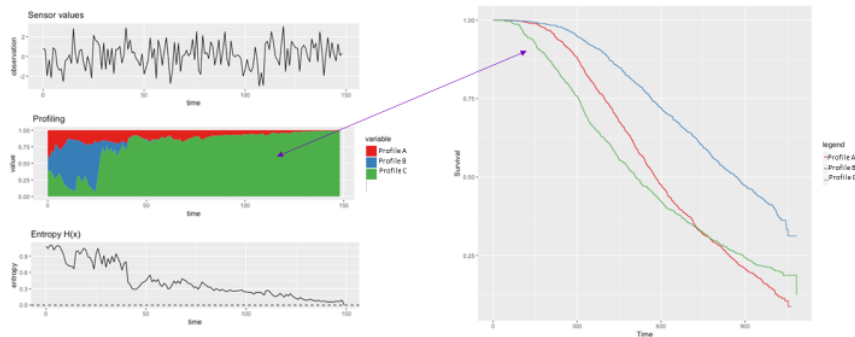 Sensor values
observation
2
0
-2
0
50
100
150
time
Profiling
value
1.00
0.75
0.50
0.25
0.00
0
50
100
150
time
variable
Profile A
Profile B
Profile C
Entropy H(x)
entropy
0.9
0.6
0.3
0.0
0
50
100
150
time
Survival
1.00
0.75
0.50
0.25
0
300
600
900
Time
legend
Profile A
Profile B
Profile C